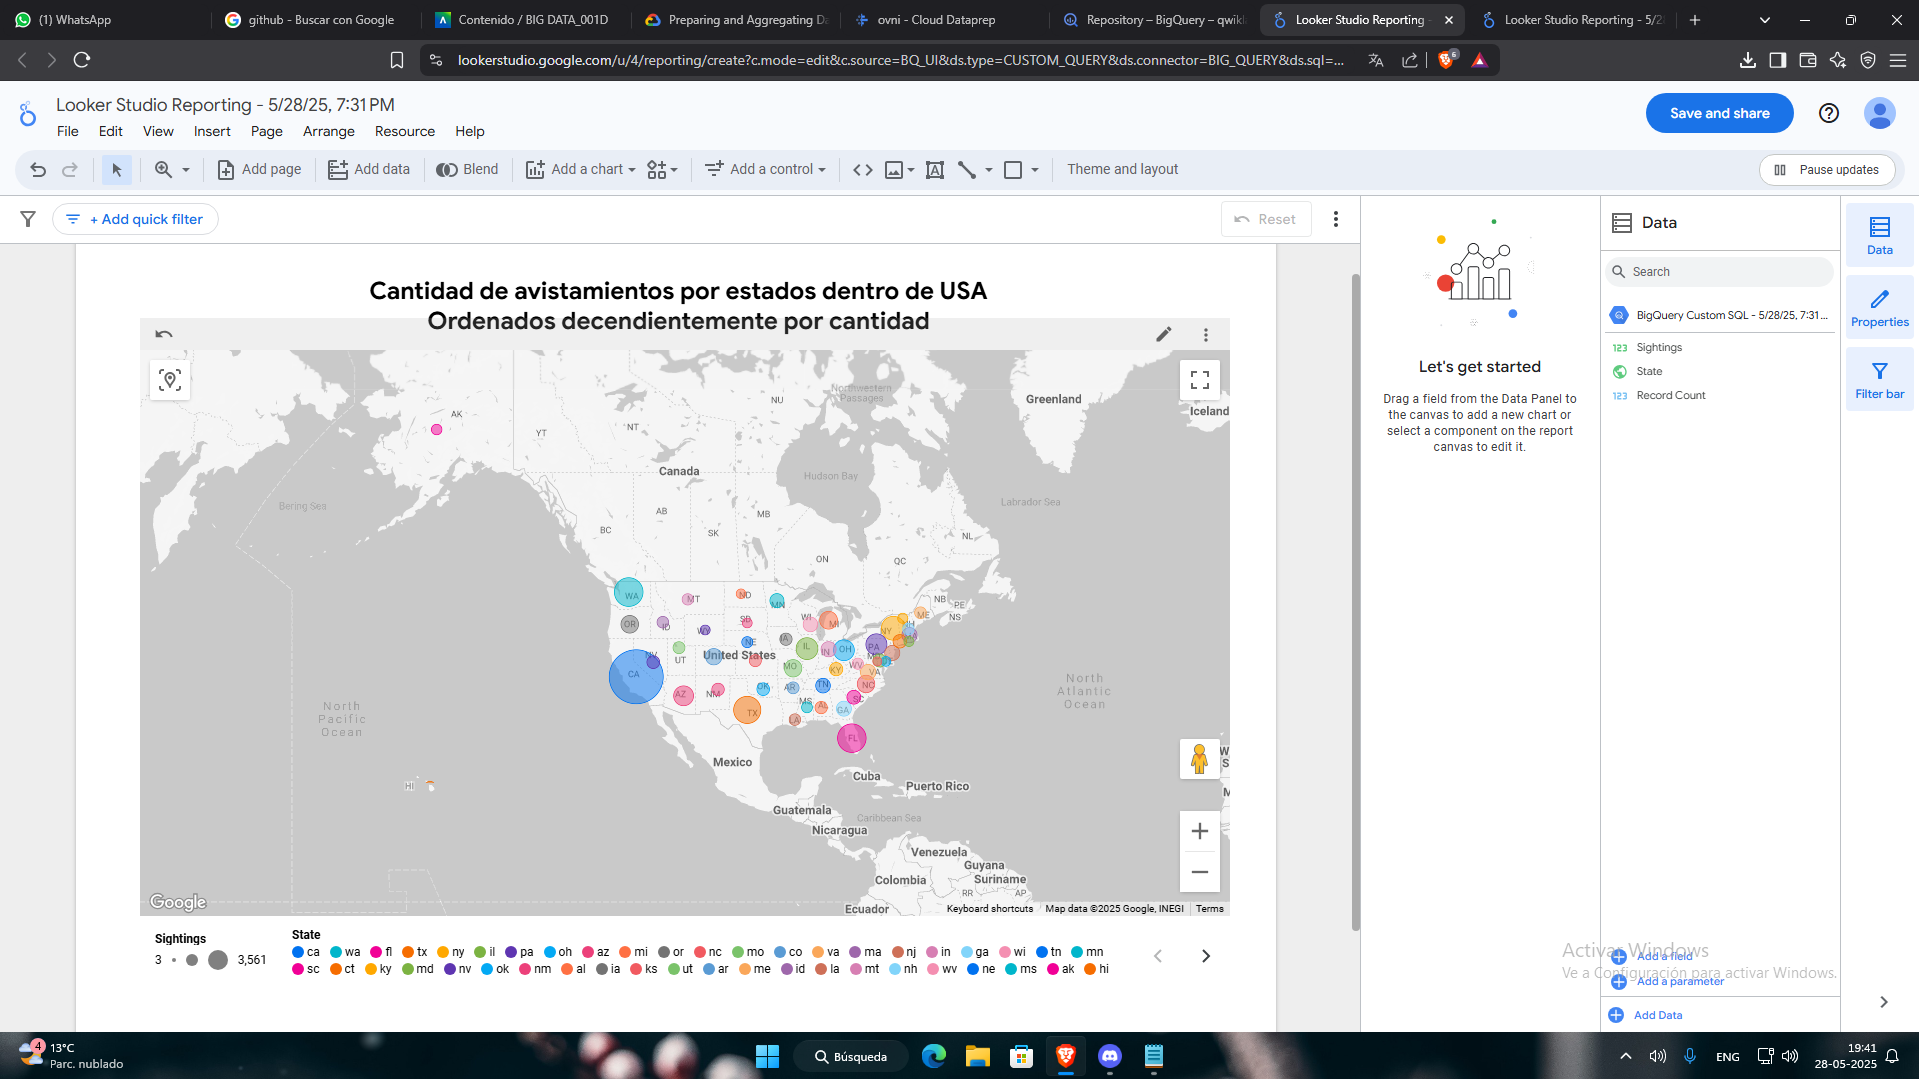 (1) WhatsApp
github - Buscar con Google
Contenido / BIG DATA_001D
Preparing and Aggregating Da
ovni - Cloud Dataprep
Repository – BigQuery – qwikl
Looker Studio Reporting -
Looker Studio Reporting - 5/2
lookerstudio.google.com/u/4/reporting/create?c.mode=edit&c.source=BQ_UI&ds.type=CUSTOM_QUERY&ds.connector=BIG_QUERY&ds.sql=...
6
Looker Studio Reporting - 5/28/25, 7:31 PM
File Edit View Insert Page Arrange Resource Help
Save and share
Add page
Add data
Blend
Add a chart
Add a control
Theme and layout
Pause updates
+ Add quick filter
Reset
Cantidad de avistamientos por estados dentro de USA
Ordenados decendientemente por cantidad
AK
YT
NT
NU
Northwestern
Passages
Greenland
Iceland
Canada
Hudson Bay
Labrador Sea
Bering Sea
BC
AB
SK
MB
ON
QC
NL
NB
PE
NS
WA
MT
ND
MN
OR
ID
WY
SD
WI
MI
NY
NH
ME
MA
NV
UT
United States
NE
IA
IL
IN
OH
PA
MD
DE
CA
MO
KY
WV
VA
AZ
NM
OK
AR
TN
NC
TX
LA
MS
AL
GA
SC
FL
HI
North
Pacific
Ocean
North
Atlantic
Ocean
Mexico
Cuba
Puerto Rico
Guatemala
Caribbean Sea
Nicaragua
Venezuela
Guyana
Colombia
Suriname
RR
AP
Ecuador
W
S
M
Google
Keyboard shortcuts
Map data ©2025 Google, INEGI
Terms
Sightings
3
3,561
State
ca wa fl tx ny il pa oh az mi or nc mo co va ma nj in ga wi tn mn
sc ct ky md nv ok nm al ia ks ut ar me id la mt nh wv ne ms ak hi
Let's get started
Drag a field from the Data Panel to
the canvas to add a new chart or
select a component on the report
canvas to edit it.
Data
Search
BigQuery Custom SQL - 5/28/25, 7:31...
123 Sightings
State
123 Record Count
Add a field
Add a parameter
Add Data
Data
Properties
Filter bar
Activar Windows
Ve a Configuración para activar Windows.
4
13°C
Parc. nublado
Búsqueda
ENG
19:41
28-05-2025